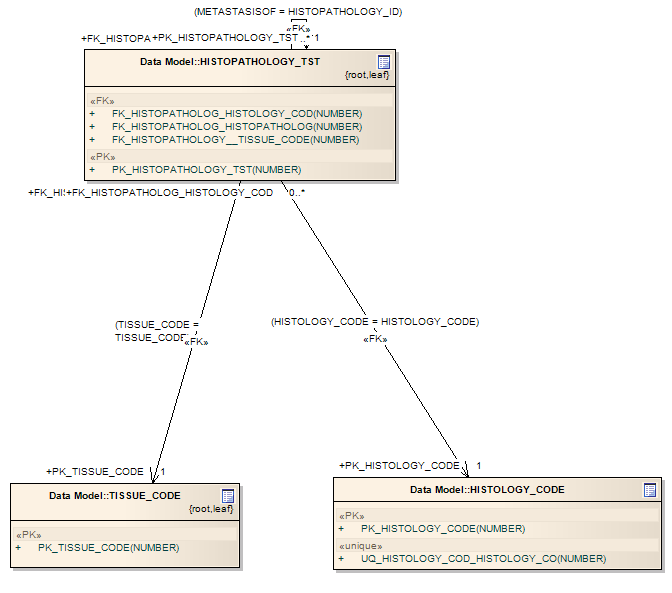 (METASTASISOF = HISTOPATHOLOGY_ID)
«FK»
+FK_HISTOPA +PK_HISTOPATHOLOGY_TST ..* 1
Data Model::HISTOPATHOLOGY_TST
{root,leaf}
«FK»
+ FK_HISTOPATHOLOG_HISTOLOGY_COD(NUMBER)
+ FK_HISTOPATHOLOG_HISTOPATHOLOG(NUMBER)
+ FK_HISTOPATHOLOGY__TISSUE_CODE(NUMBER)
«PK»
+ PK_HISTOPATHOLOGY_TST(NUMBER)
+FK_HI +FK_HISTOPATHOLOG_HISTOLOGY_COD 0..*
(TISSUE_CODE =
TISSUE_CODE
«FK»
(HISTOLOGY_CODE = HISTOLOGY_CODE)
«FK»
+PK_TISSUE_CODE 1
+PK_HISTOLOGY_CODE 1
Data Model::TISSUE_CODE
{root,leaf}
«PK»
+ PK_TISSUE_CODE(NUMBER)
Data Model::HISTOLOGY_CODE
«PK»
+ PK_HISTOLOGY_CODE(NUMBER)
«unique»
+ UQ_HISTOLOGY_COD_HISTOLOGY_CO(NUMBER)